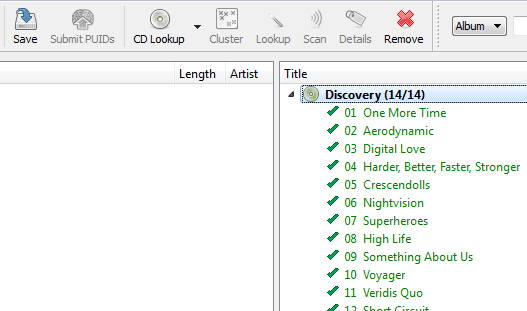 Save Submit PUIDs CD Lookup Cluster Lookup Scan Details Remove Album
Length Artist Title
Discovery (14/14)
01 One More Time
02 Aerodynamic
03 Digital Love
04 Harder, Better, Faster, Stronger
05 Crescendolls
06 Nightvision
07 Superheroes
08 High Life
09 Something About Us
10 Voyager
11 Veridis Quo
12 Short Circuit